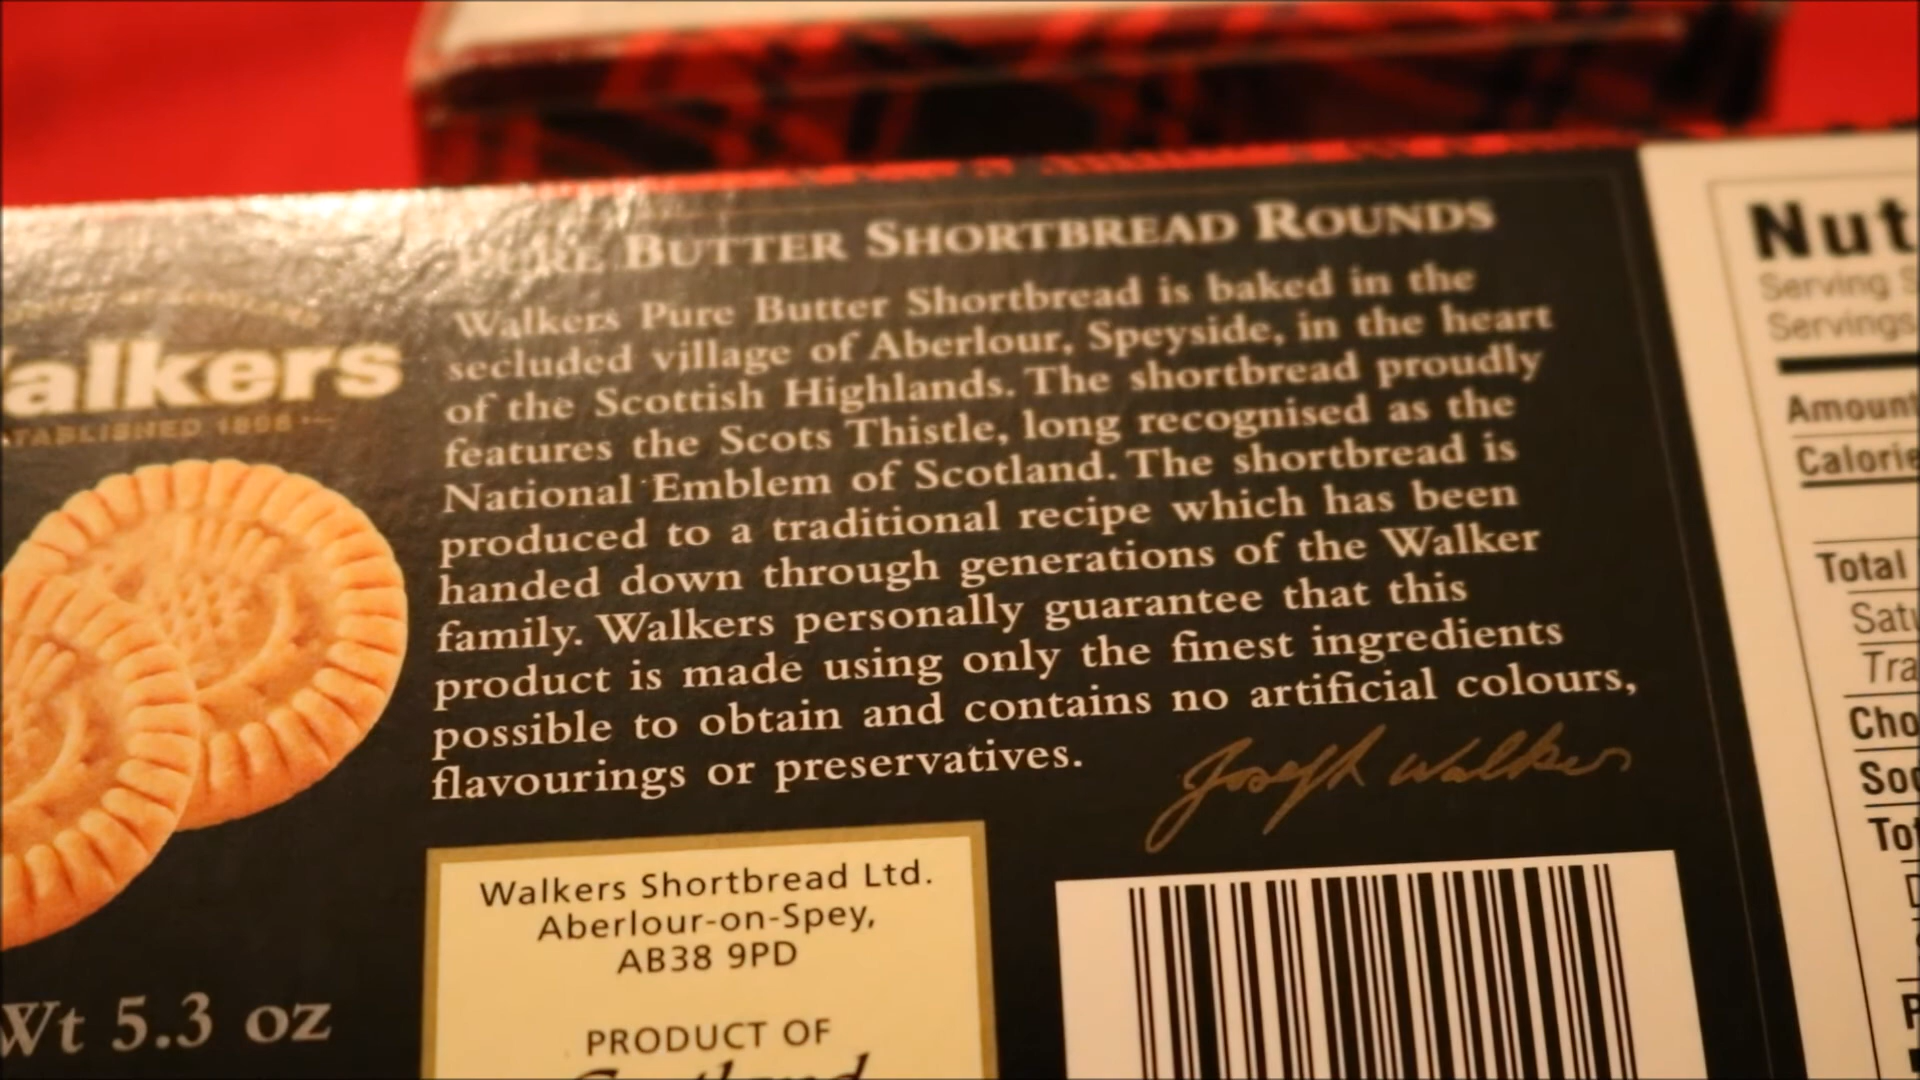 PURE BUTTER SHORTBREAD ROUNDS
Walkers Pure Butter Shortbread is baked in the
secluded village of Aberlour, Speyside, in the heart
of the Scottish Highlands. The shortbread proudly
features the Scots Thistle, long recognised as the
National Emblem of Scotland. The shortbread is
produced to a traditional recipe which has been
handed down through generations of the Walker
family. Walkers personally guarantee that this
product is made using only the finest ingredients
possible to obtain and contains no artificial colours,
flavourings or preservatives.
Joseph Walker
alkers
TABLISHED 1898
Wt 5.3 oz
Walkers Shortbread Ltd.
Aberlour-on-Spey,
AB38 9PD
PRODUCT OF
Scotland
Nut
Serving S
Servings
Amount
Calorie
Total
Satu
Tra
Cho
Sod
Tot